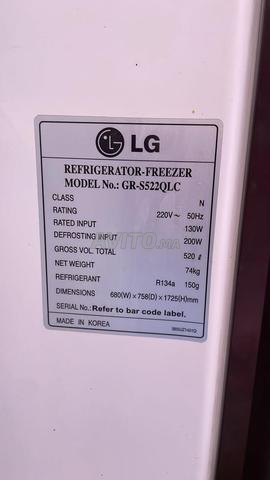 LG
REFRIGERATOR-FREEZER
MODEL No.: GR-S522QLC
CLASS N
RATING 220V~ 50Hz
RATED INPUT 130W
DEFROSTING INPUT 200W
GROSS VOL. TOTAL 520 ℓ
NET WEIGHT 74kg
REFRIGERANT R134a 150g
DIMENSIONS 680(W) × 758(D) × 1725(H)mm
SERIAL No.: Refer to bar code label.
MADE IN KOREA
AVITO.ma